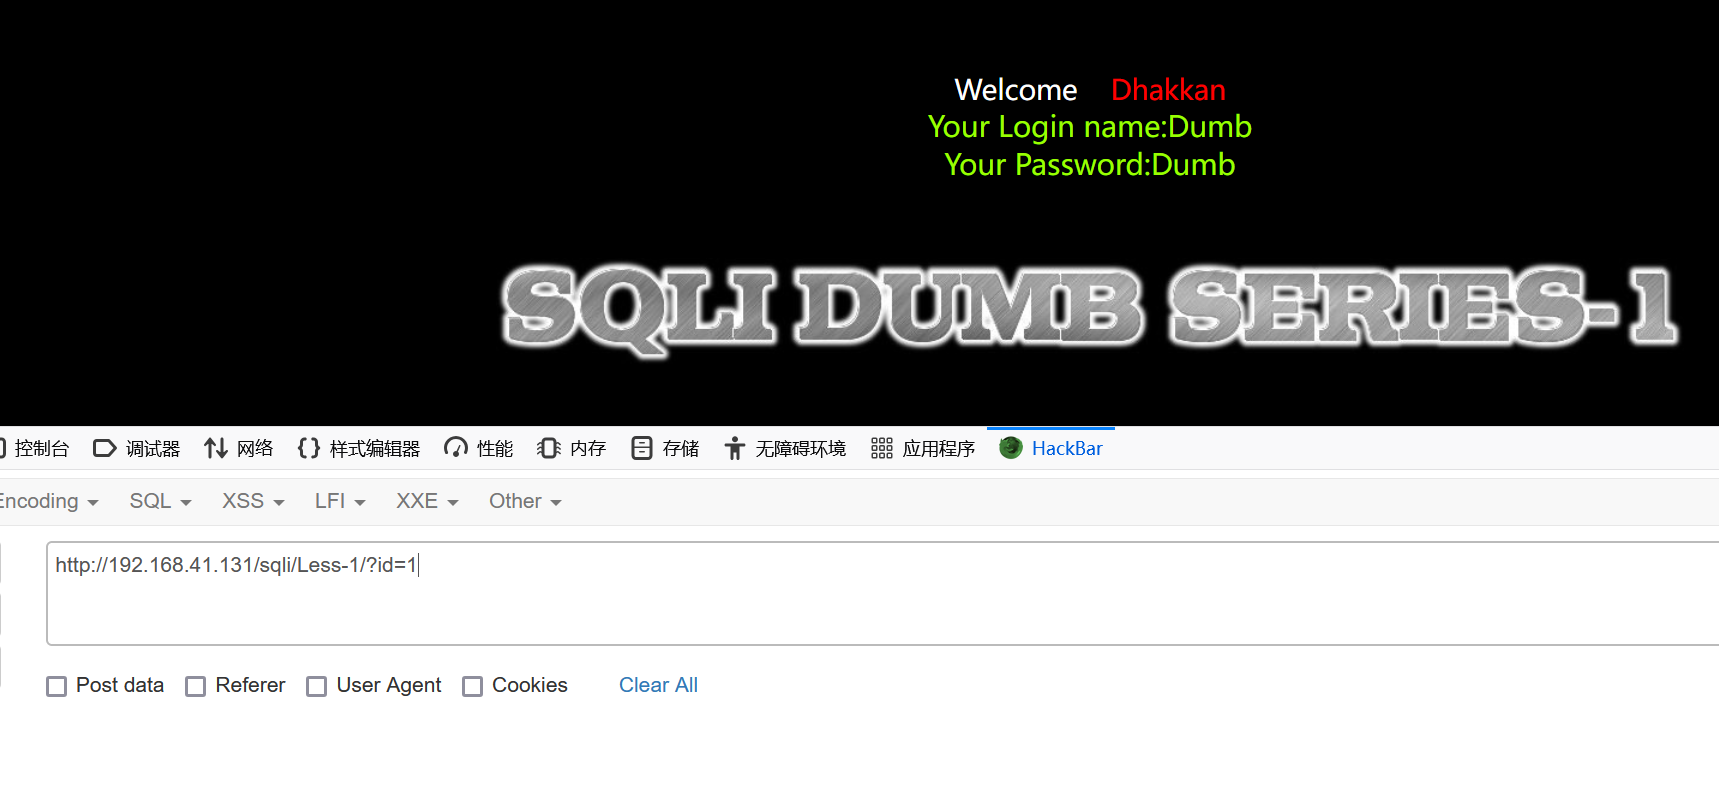 Welcome Dhakkan
Your Login name:Dumb
Your Password:Dumb
SQLI DUMB SERIES-1
控制台 调试器 网络 {} 样式编辑器 性能 内存 存储 无障碍环境 应用程序 HackBar
Encoding SQL XSS LFI XXE Other
http://192.168.41.131/sqli/Less-1/?id=1
Post data Referer User Agent Cookies Clear All